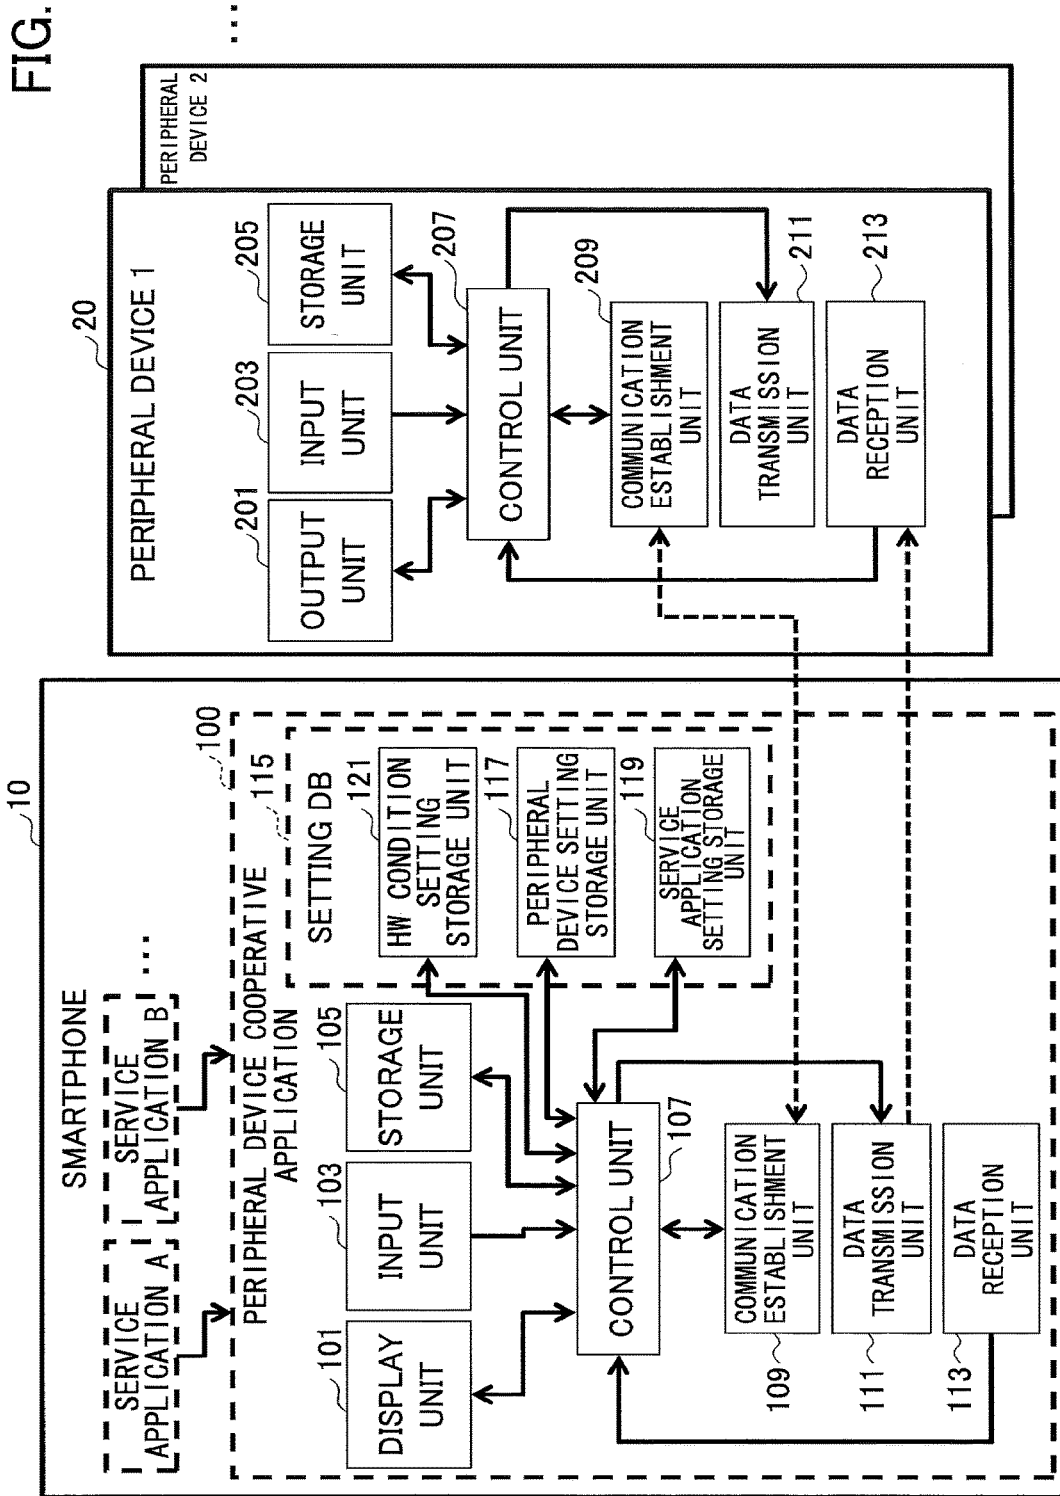 FIG.
10
SMARTPHONE
SERVICE
APPLICATION A
SERVICE
APPLICATION B
...
100
PERIPHERAL DEVICE COOPERATIVE
APPLICATION
101
DISPLAY
UNIT
103
INPUT
UNIT
105
STORAGE
UNIT
115
SETTING DB
121
HW CONDITION
SETTING
STORAGE UNIT
117
PERIPHERAL
DEVICE SETTING
STORAGE UNIT
119
SERVICE
APPLICATION
SETTING STORAGE
UNIT
CONTROL UNIT
107
COMMUNICATION
ESTABLISHMENT
UNIT
109
DATA
TRANSMISSION
UNIT
111
DATA
RECEPTION
UNIT
113
20
PERIPHERAL DEVICE 1
201
OUTPUT
UNIT
203
INPUT
UNIT
205
STORAGE
UNIT
207
CONTROL UNIT
209
COMMUNICATION
ESTABLISHMENT
UNIT
DATA
TRANSMISSION
UNIT
211
DATA
RECEPTION
UNIT
213
PERIPHERAL
DEVICE 2
...